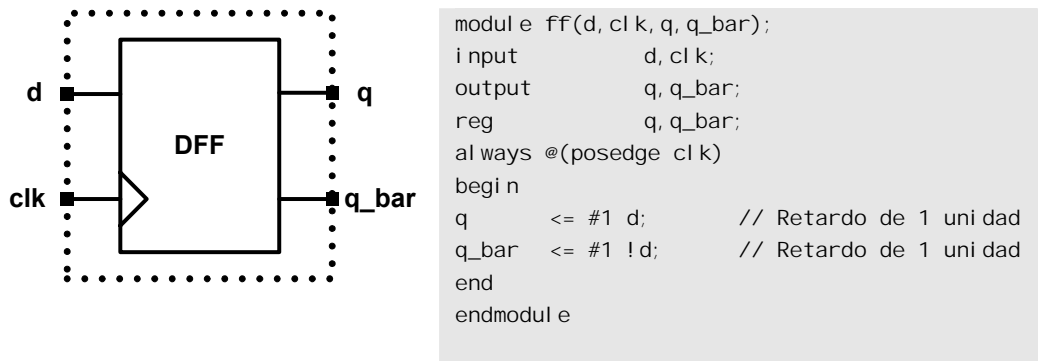 d
clk
DFF
q
q_bar
module ff(d,clk,q,q_bar);
input d,clk;
output q,q_bar;
reg q,q_bar;
always @(posedge clk)
begin
q <= #1 d; // Retardo de 1 unidad
q_bar <= #1 !d; // Retardo de 1 unidad
end
endmodule